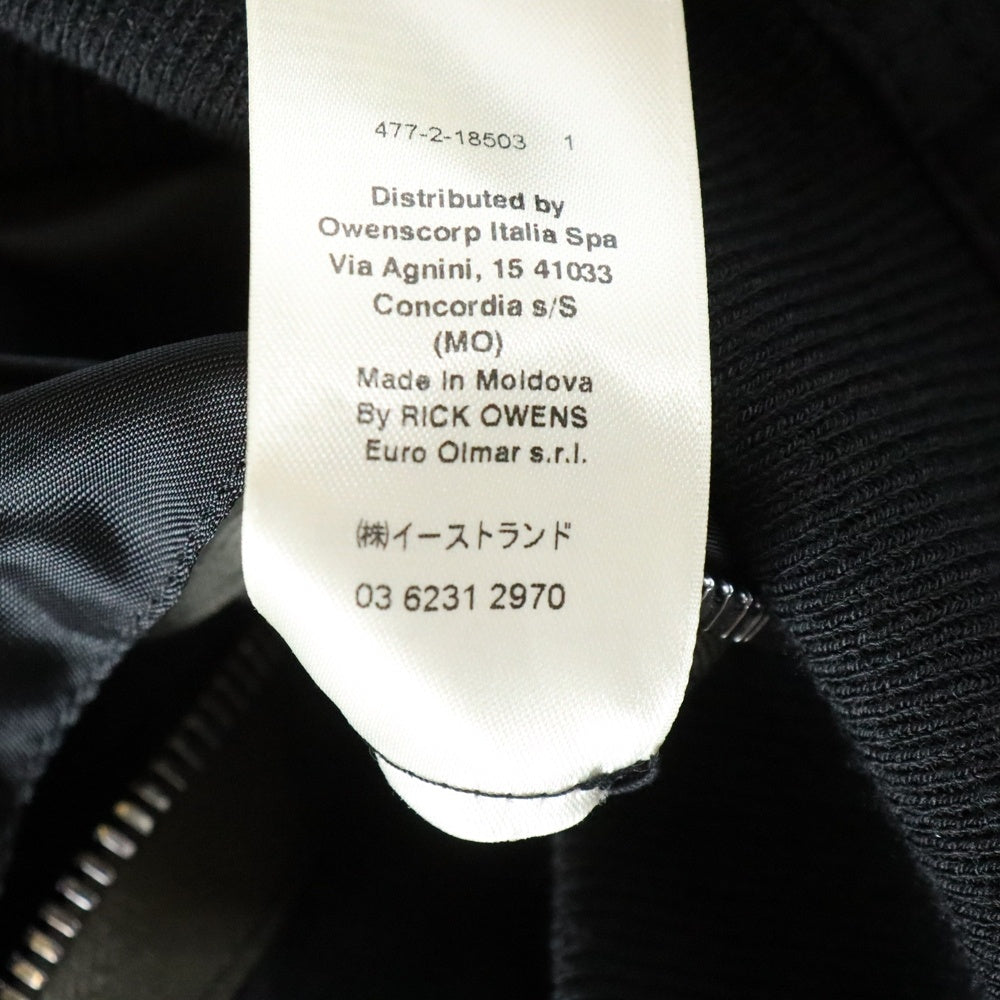 477-2-18503 1
Distributed by
Owenscorp Italia Spa
Via Agnini, 15 41033
Concordia s/S
(MO)
Made in Moldova
By RICK OWENS
Euro Olmar s.r.l.
㈱イーストランド
03 6231 2970